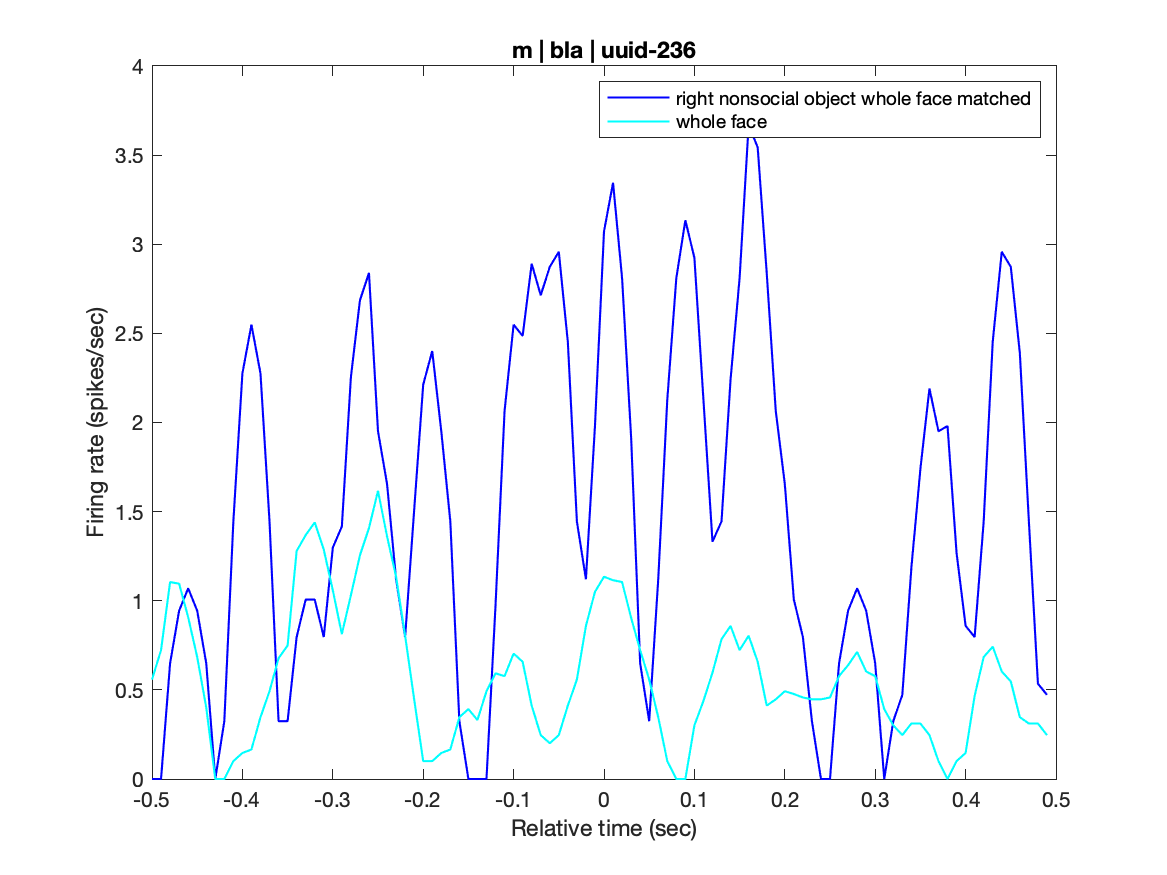 m | bla | uuid-236
right nonsocial object whole face matched
whole face
Firing rate (spikes/sec)
4
3.5
3
2.5
2
1.5
1
0.5
0
-0.5 -0.4 -0.3 -0.2 -0.1 0 0.1 0.2 0.3 0.4 0.5
Relative time (sec)